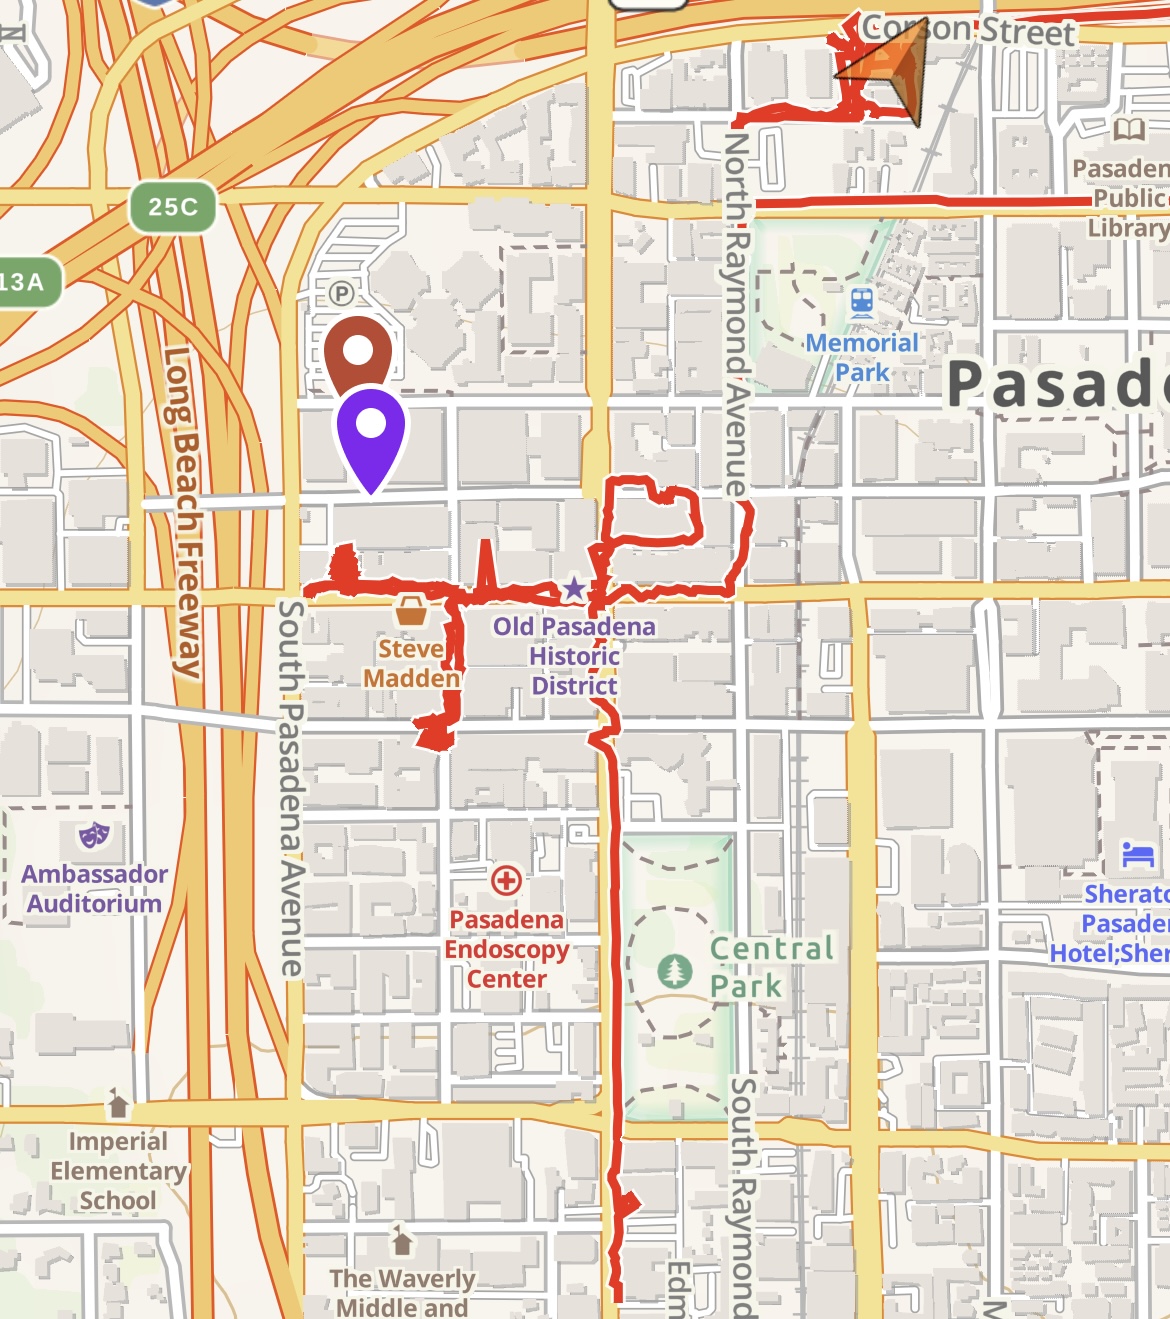 Corson Street
25C
13A
P
North Raymond Avenue
Pasaden
Public
Library
Memorial
Park
Pasade
Long Beach Freeway
Steve
Madden
Old Pasadena
Historic
District
South Pasadena Avenue
Ambassador
Auditorium
Pasadena
Endoscopy
Center
Central
Park
Sherato
Pasaden
Hotel;Sher
South Raymond
Imperial
Elementary
School
The Waverly
Middle and
Edm
M
N